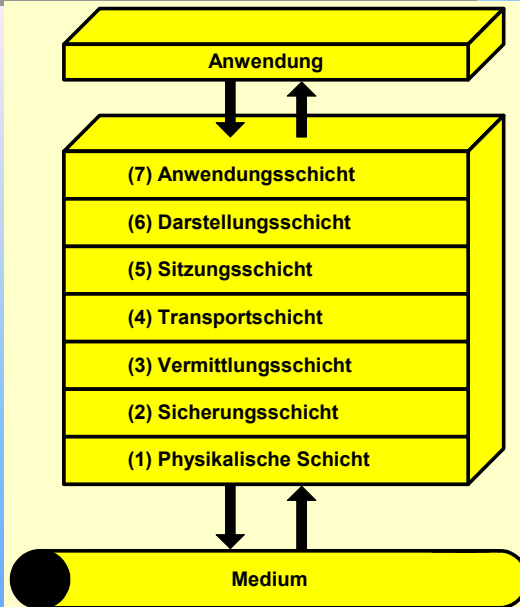 Anwendung
(7) Anwendungsschicht
(6) Darstellungsschicht
(5) Sitzungsschicht
(4) Transportschicht
(3) Vermittlungsschicht
(2) Sicherungsschicht
(1) Physikalische Schicht
Medium